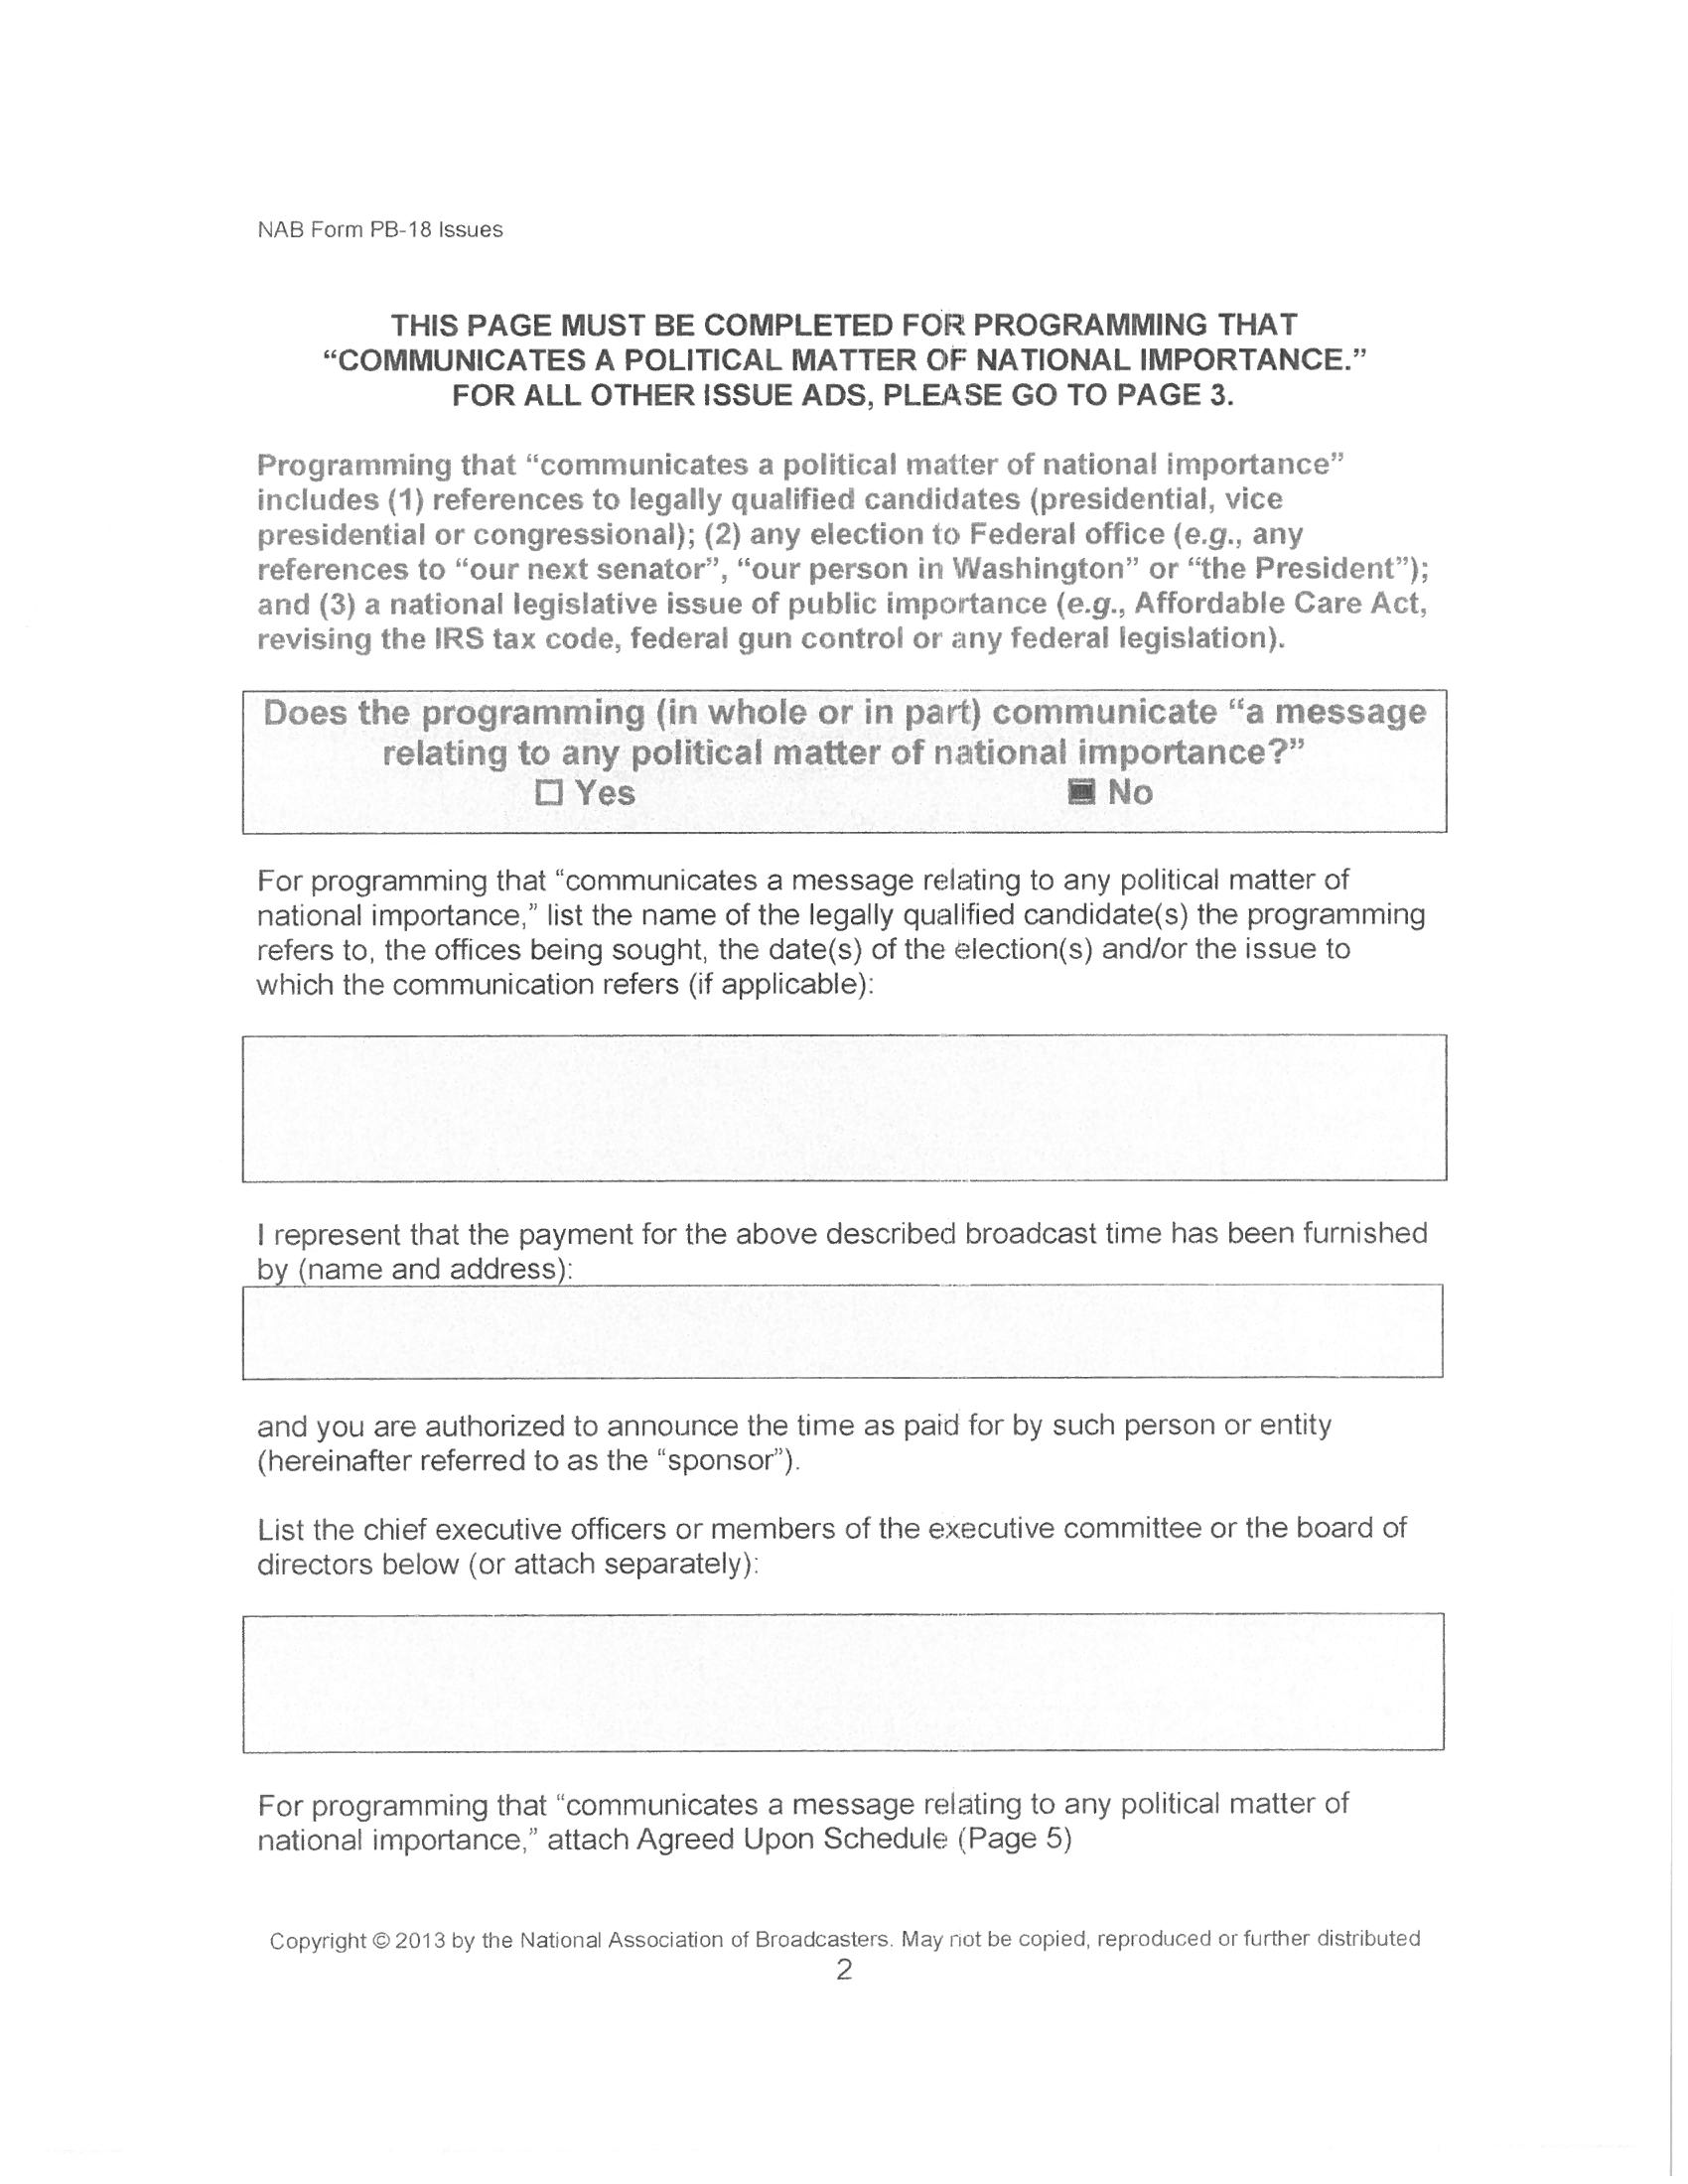 NAB Form PB-18 Issues
THIS PAGE MUST BE COMPLETED FOR PROGRAMMING THAT
“COMMUNICATES A POLITICAL MATTER OF NATIONAL IMPORTANCE.”
FOR ALL OTHER ISSUE ADS, PLEASE GO TO PAGE 3.
Programming that “communicates a political matter of national importance”
includes (1) references to legally qualified candidates (presidential, vice
presidential or congressional); (2) any election to Federal office (e.g., any
references to “our next senator”, “our person in Washington” or “the President”);
and (3) a national legislative issue of public importance (e.g., Affordable Care Act,
revising the IRS tax code, federal gun control or any federal legislation).
Does the programming (in whole or in part) communicate “a message
relating to any political matter of national importance?”
☐ Yes ■ No
For programming that “communicates a message relating to any political matter of
national importance,” list the name of the legally qualified candidate(s) the programming
refers to, the offices being sought, the date(s) of the election(s) and/or the issue to
which the communication refers (if applicable):
I represent that the payment for the above described broadcast time has been furnished
by (name and address):
and you are authorized to announce the time as paid for by such person or entity
(hereinafter referred to as the “sponsor”).
List the chief executive officers or members of the executive committee or the board of
directors below (or attach separately):
For programming that “communicates a message relating to any political matter of
national importance,” attach Agreed Upon Schedule (Page 5)
Copyright © 2013 by the National Association of Broadcasters. May not be copied, reproduced or further distributed
2